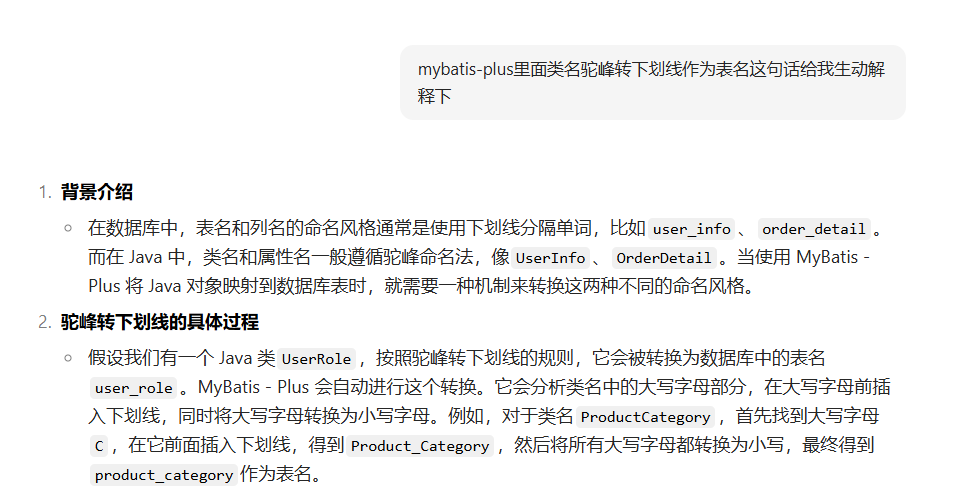 mybatis-plus里面类名驼峰转下划线作为表名这句话给我生动解
释下
1. 背景介绍
在数据库中，表名和列名的命名风格通常是使用下划线分隔单词，比如 user_info 、 order_detail 。
而在 Java 中，类名和属性名一般遵循驼峰命名法，像 UserInfo 、 OrderDetail 。当使用 MyBatis -
Plus 将 Java 对象映射到数据库表时，就需要一种机制来转换这两种不同的命名风格。
2. 驼峰转下划线的具体过程
假设我们有一个 Java 类 UserRole ，按照驼峰转下划线的规则，它会被转换为数据库中的表名
user_role 。MyBatis - Plus 会自动进行这个转换。它会分析类名中的大写字母部分，在大写字母前插
入下划线，同时将大写字母转换为小写字母。例如，对于类名 ProductCategory ，首先找到大写字母
C ，在它前面插入下划线，得到 Product_Category ，然后将所有大写字母都转换为小写，最终得到
product_category 作为表名。